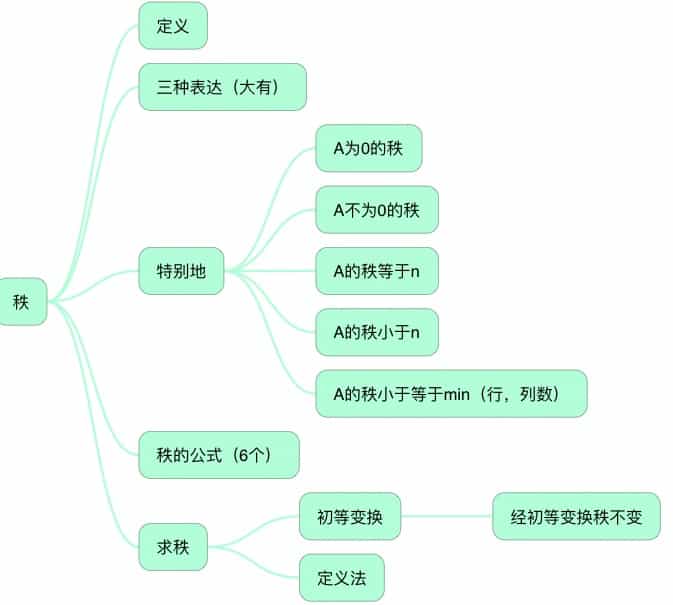 秩
定义
三种表达（大有）
特别地
A为0的秩
A不为0的秩
A的秩等于n
A的秩小于n
A的秩小于等于min（行，列数）
秩的公式（6个）
求秩
初等变换
经初等变换秩不变
定义法